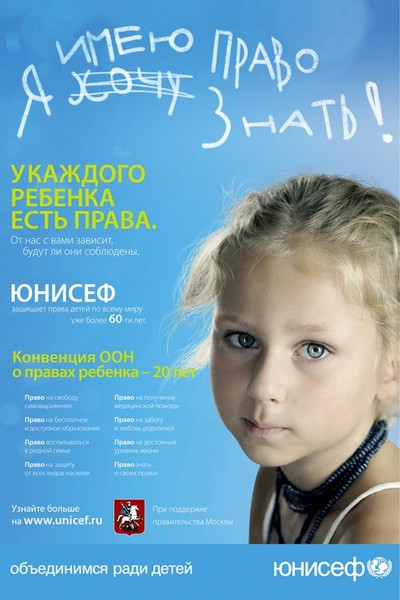 Я ~~ХОЧУ~~ ИМЕЮ ПРАВО
ЗНАТЬ!
У КАЖДОГО
РЕБЕНКА
ЕСТЬ ПРАВА.
От нас с вами зависит,
будут ли они соблюдены.
ЮНИСЕФ
защищает права детей по всему миру
уже более 60-ти лет.
Конвенция ООН
о правах ребенка – 20 лет
Право на свободу
самовыражения
Право на бесплатное
и доступное образование
Право воспитываться
в родной семье
Право на защиту
от всех видов насилия
Право на получение
медицинской помощи
Право на заботу
и любовь родителей
Право на достойный
уровень жизни
Право знать
о своих правах
Узнайте больше
на www.unicef.ru
При поддержке
правительства Москвы
объединимся ради детей
ЮНИСЕФ